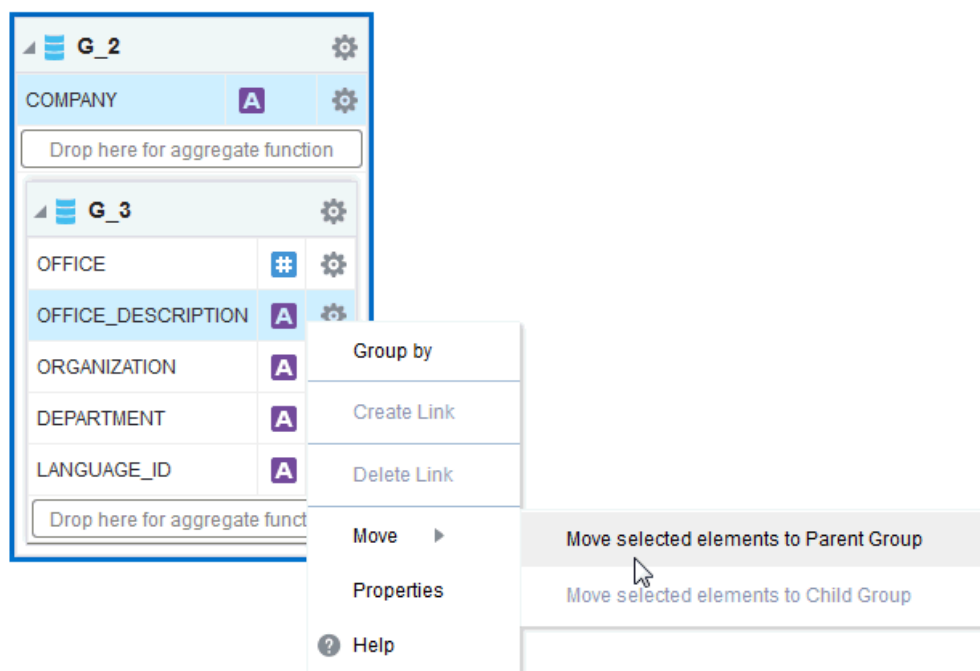 G_2
COMPANY A
Drop here for aggregate function
G_3
OFFICE #
OFFICE_DESCRIPTION A
Group by
ORGANIZATION A
Create Link
DEPARTMENT A
LANGUAGE_ID A
Delete Link
Drop here for aggregate funct
Move
Move selected elements to Parent Group
Properties
Move selected elements to Child Group
? Help